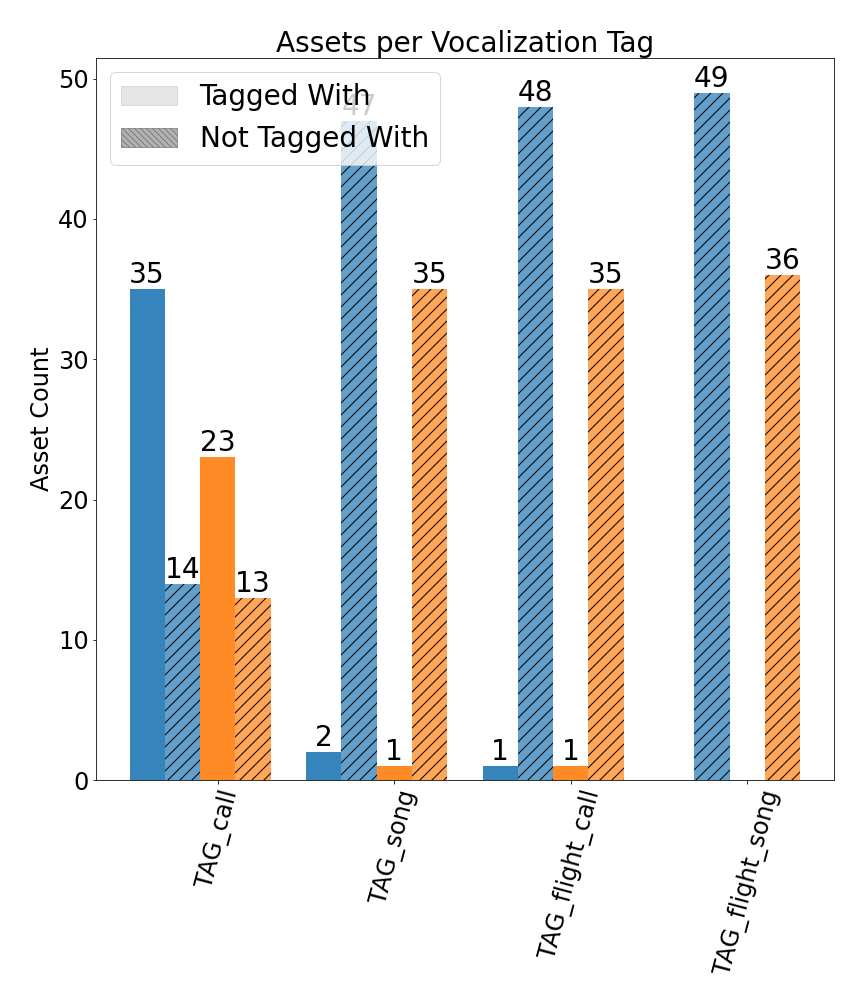 Assets per Vocalization Tag
Tagged With
Not Tagged With
Asset Count
50
40
30
20
10
0
35
14
23
13
2
47
1
35
1
48
1
35
49
36
TAG_call
TAG_song
TAG_flight_call
TAG_flight_song